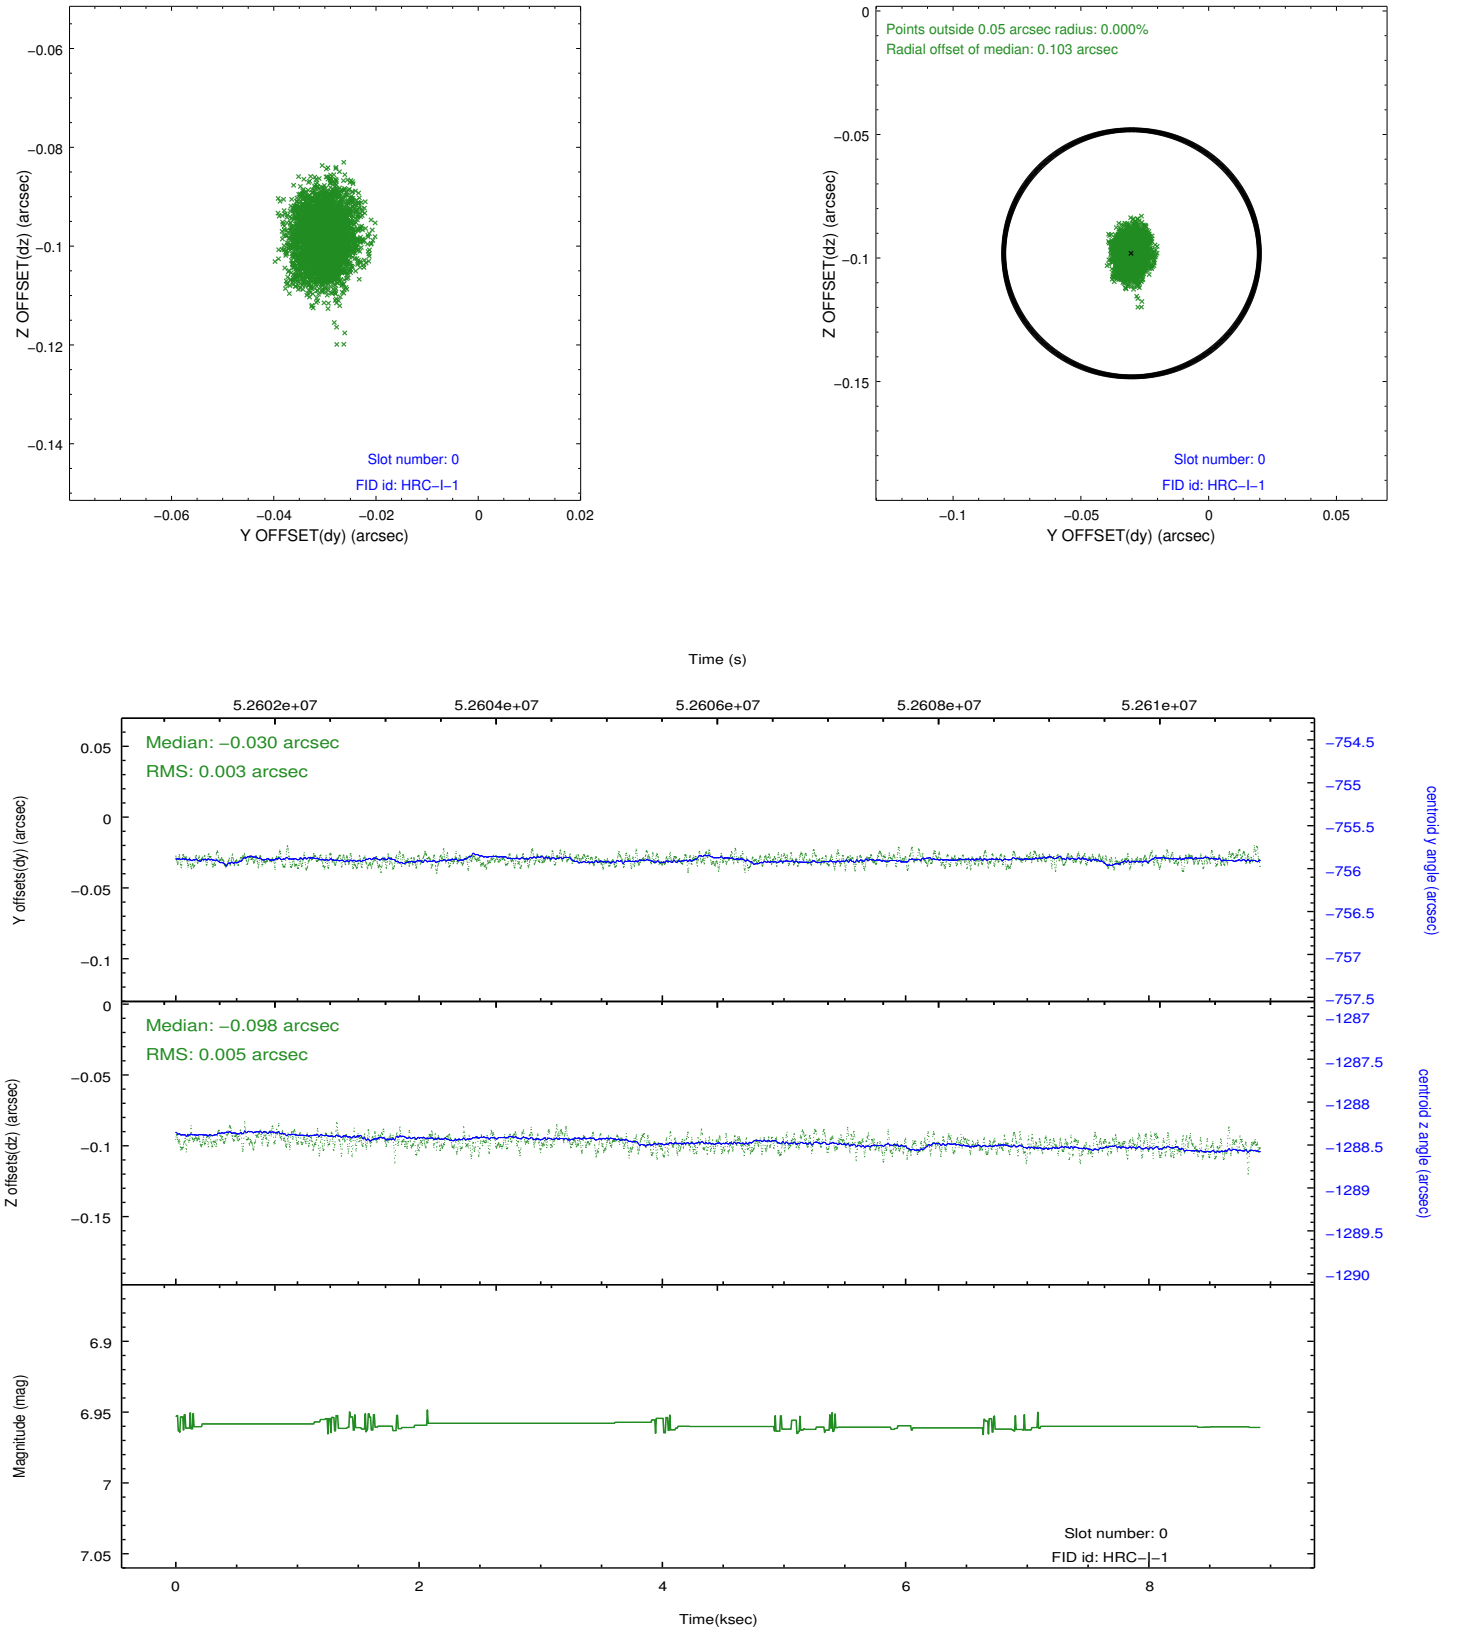 −0.06
−0.08
−0.1
−0.12
−0.14
Z OFFSET(dz) (arcsec)
Slot number: 0
FID id: HRC−I−1
−0.06 −0.04 −0.02 0 0.02
Y OFFSET(dy) (arcsec)
0
−0.05
−0.1
−0.15
Z OFFSET(dz) (arcsec)
Points outside 0.05 arcsec radius: 0.000%
Radial offset of median: 0.103 arcsec
Slot number: 0
FID id: HRC−I−1
−0.1 −0.05 0 0.05
Y OFFSET(dy) (arcsec)
Time (s)
5.2602e+07 5.2604e+07 5.2606e+07 5.2608e+07 5.261e+07
Median: −0.030 arcsec
RMS: 0.003 arcsec
0.05
0
−0.05
−0.1
Y offsets(dy) (arcsec)
−754.5
−755
−755.5
−756
−756.5
−757
−757.5
centroid y angle (arcsec)
Median: −0.098 arcsec
RMS: 0.005 arcsec
0
−0.05
−0.1
−0.15
Z offsets(dz) (arcsec)
−1287
−1287.5
−1288
−1288.5
−1289
−1289.5
−1290
centroid z angle (arcsec)
6.9
6.95
7
7.05
Magnitude (mag)
Slot number: 0
FID id: HRC−I−1
0 2 4 6 8
Time(ksec)